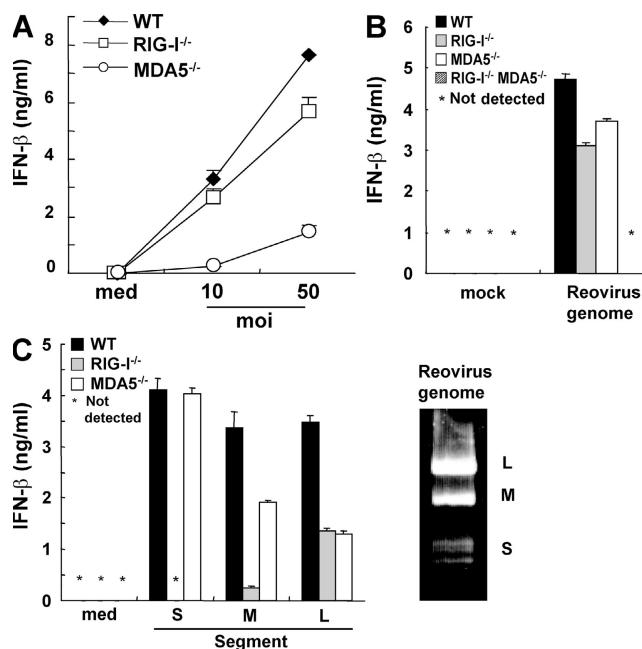 A
WT
RIG-I-/-
MDA5-/-
IFN-β (ng/ml)
8
6
4
2
0
med 10 50
moi
B
WT
RIG-I-/-
MDA5-/-
RIG-I-/- MDA5-/-
* Not detected
IFN-β (ng/ml)
6
5
4
3
2
1
0
* * * * *
mock Reovirus
genome
C
WT
RIG-I-/-
MDA5-/-
* Not
detected
IFN-β (ng/ml)
5
4
3
2
1
0
* * * *
med S M L
Segment
Reovirus
genome
L
M
S